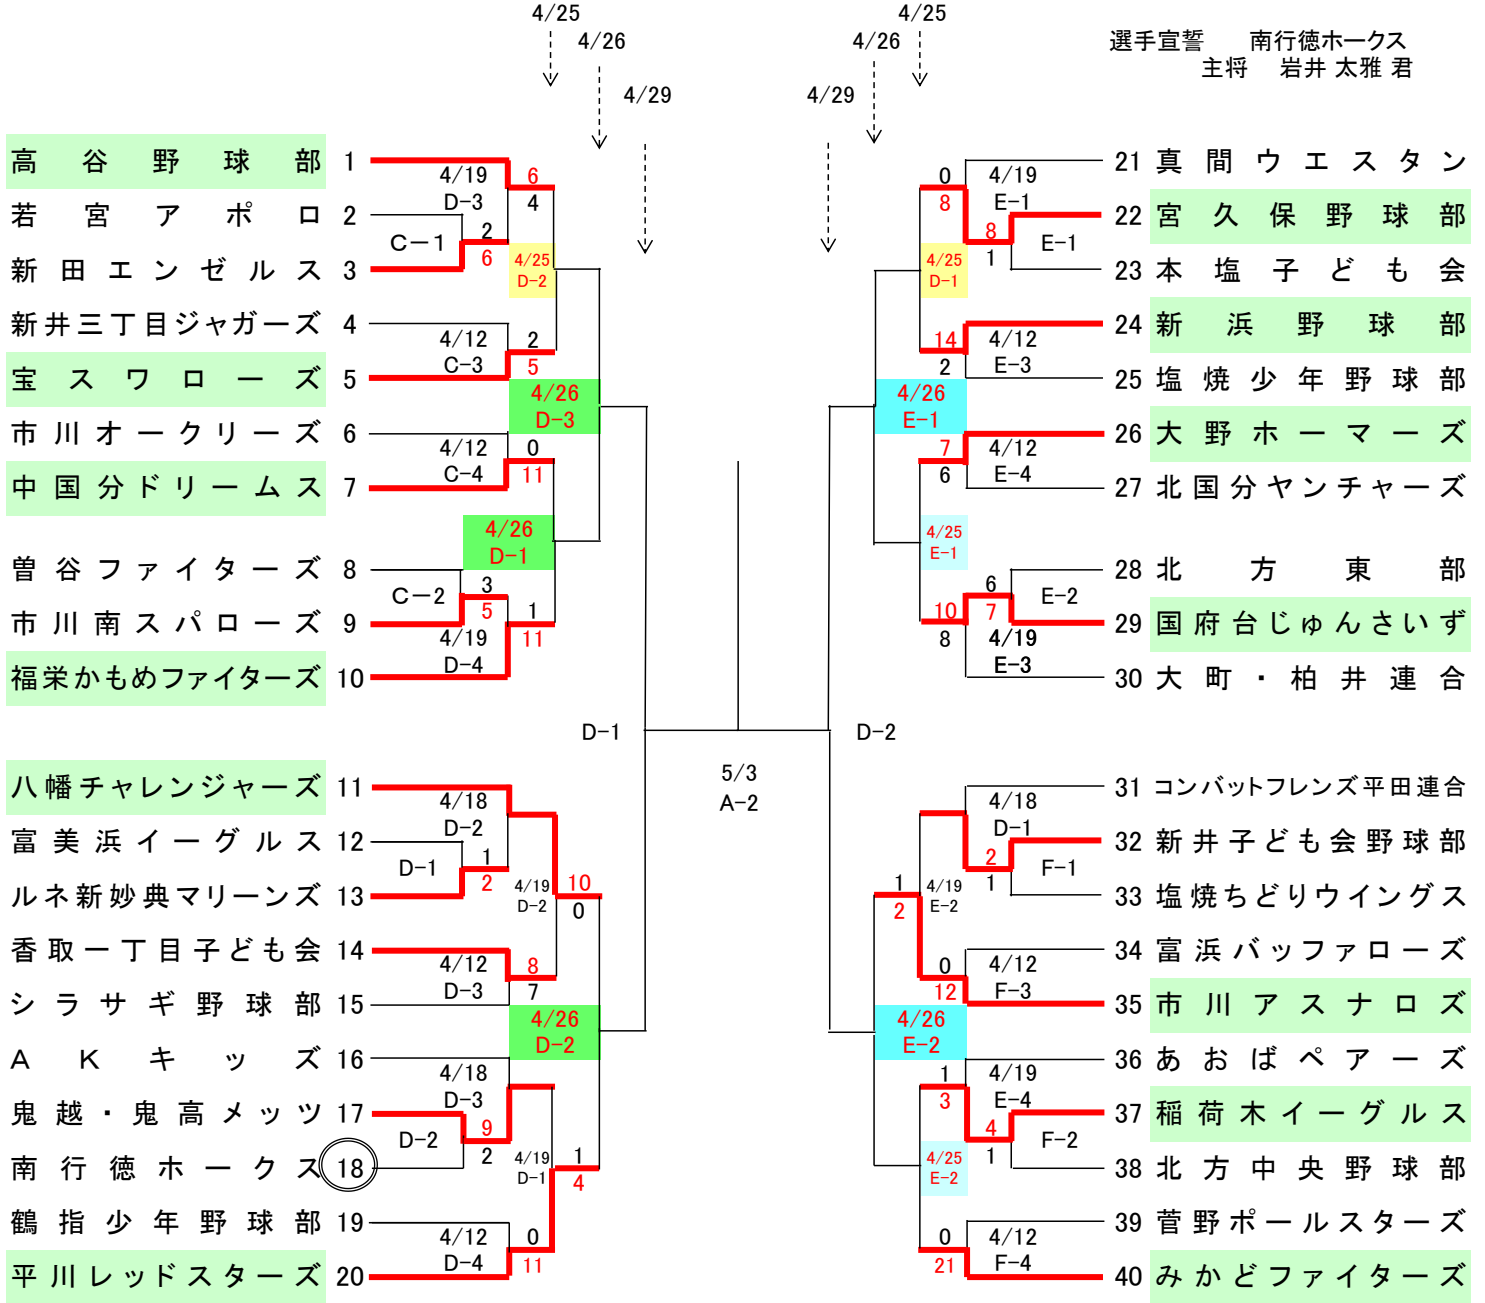 4/25
4/26
4/29
4/25
4/26
4/29
選手宣誓 南行徳ホークス
主将 岩井 太雅 君
高谷野球部 1
若宮アポロ 2
新田エンゼルス 3
新井三丁目ジャガーズ 4
宝スワローズ 5
市川オークリーズ 6
中国分ドリームス 7
曽谷ファイターズ 8
市川南スパローズ 9
福栄かもめファイターズ 10
八幡チャレンジャーズ 11
富美浜イーグルス 12
ルネ新妙典マリーンズ 13
香取一丁目子ども会 14
シラサギ野球部 15
AKキッズ 16
鬼越・鬼高メッツ 17
南行徳ホークス 18
鶴指少年野球部 19
平川レッドスターズ 20
4/19
D-3
6
4
C-1
2
6
4/25
D-2
4/12
C-3
2
5
4/26
D-3
4/12
C-4
0
11
4/26
D-1
C-2
3
5
4/19
D-4
1
11
D-1
4/18
D-2
D-1
1
2
4/19
D-2
10
0
4/12
D-3
8
7
4/26
D-2
4/18
D-3
D-2
9
2
4/19
D-1
1
4
4/12
D-4
0
11
5/3
A-2
0
8
4/19
E-1
8
1
E-1
4/25
D-1
14
2
4/12
E-3
4/26
E-1
7
6
4/12
E-4
4/25
E-1
6
7
E-2
10
8
4/19
E-3
D-2
4/18
D-1
2
1
F-1
1
2
4/19
E-2
0
12
4/12
F-3
4/26
E-2
1
3
4/19
E-4
4
1
F-2
4/25
E-2
0
21
4/12
F-4
21 真間ウエスタン
22 宮久保野球部
23 本塩子ども会
24 新浜野球部
25 塩焼少年野球部
26 大野ホーマーズ
27 北国分ヤンチャーズ
28 北方東部
29 国府台じゅんさいず
30 大町・柏井連合
31 コンバットフレンズ平田連合
32 新井子ども会野球部
33 塩焼ちどりウイングス
34 富浜バッファローズ
35 市川アスナロズ
36 あおばペアーズ
37 稲荷木イーグルス
38 北方中央野球部
39 菅野ポールスターズ
40 みかどファイターズ